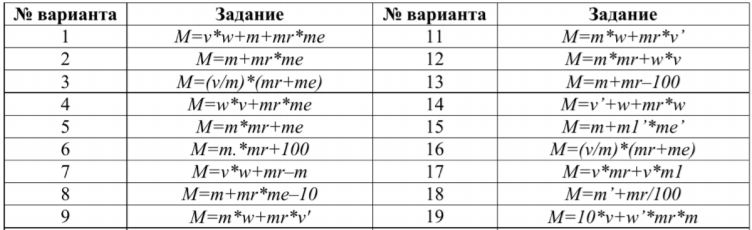 № варианта Задание № варианта Задание
1 M=v*w+m+mr*me 11 M=m*w+mr*v’
2 M=m+mr*me 12 M=m*mr+w*v
3 M=(v/m)*(mr+me) 13 M=m+mr–100
4 M=w*v+mr*me 14 M=v’+w+mr*w
5 M=m*mr+me 15 M=m+m1’*me’
6 M=m.*mr+100 16 M=(v/m)*(mr+me)
7 M=v*w+mr–m 17 M=v*mr+v*m1
8 M=m+mr*me–10 18 M=m’+mr/100
9 M=m*w+mr*v' 19 M=10*v+w’*mr*m